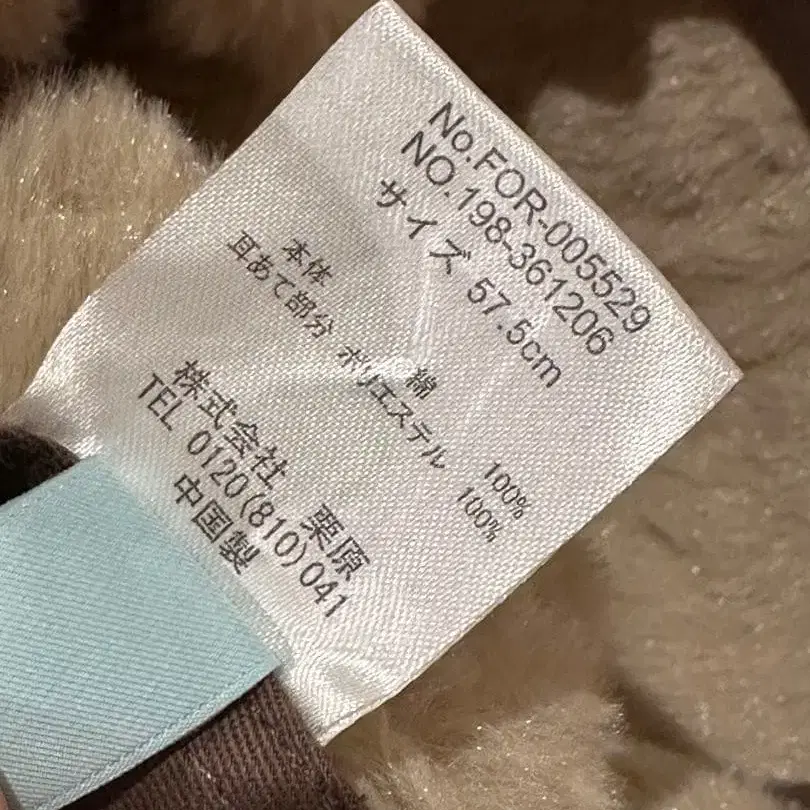 No.FOR-005529
NO.198-361206
サイズ 57.5cm
本体 綿 100%
耳あて部分 ポリエステル 100%
株式会社 栗原
TEL 0120(810)041
中国製